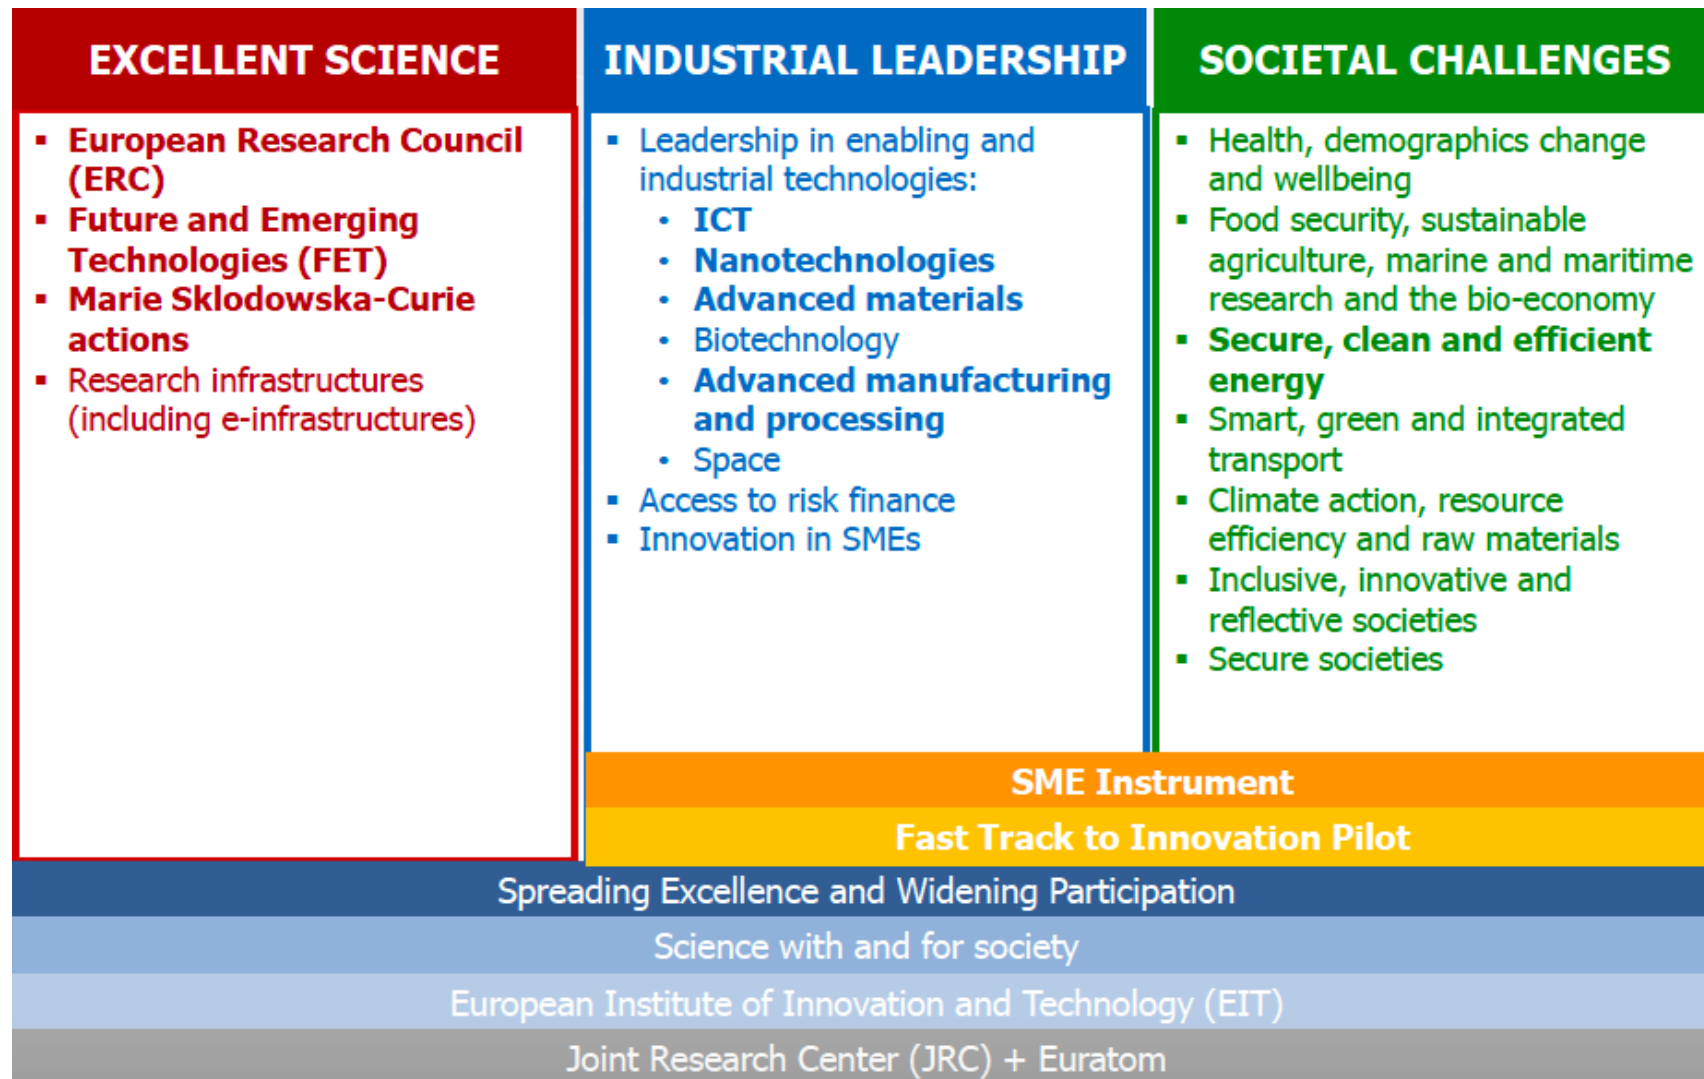 EXCELLENT SCIENCE
▪ European Research Council
(ERC)
▪ Future and Emerging
Technologies (FET)
▪ Marie Sklodowska-Curie
actions
▪ Research infrastructures
(including e-infrastructures)
INDUSTRIAL LEADERSHIP
▪ Leadership in enabling and
industrial technologies:
• ICT
• Nanotechnologies
• Advanced materials
• Biotechnology
• Advanced manufacturing
and processing
• Space
▪ Access to risk finance
▪ Innovation in SMEs
SOCIETAL CHALLENGES
▪ Health, demographics change
and wellbeing
▪ Food security, sustainable
agriculture, marine and maritime
research and the bio-economy
▪ Secure, clean and efficient
energy
▪ Smart, green and integrated
transport
▪ Climate action, resource
efficiency and raw materials
▪ Inclusive, innovative and
reflective societies
▪ Secure societies
SME Instrument
Fast Track to Innovation Pilot
Spreading Excellence and Widening Participation
Science with and for society
European Institute of Innovation and Technology (EIT)
Joint Research Center (JRC) + Euratom